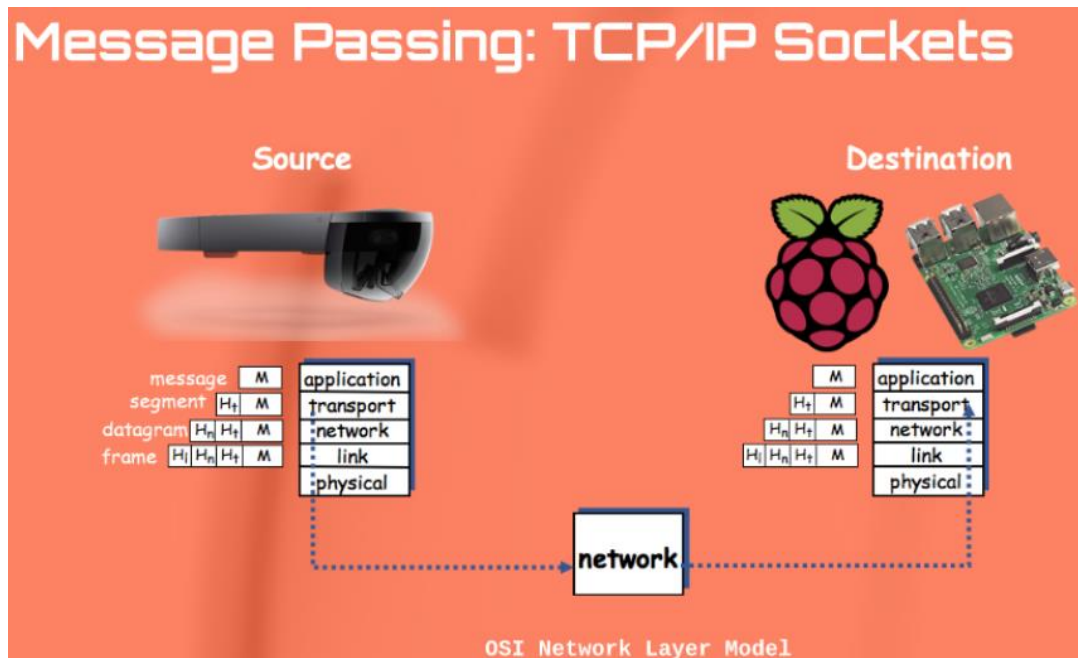 Message Passing: TCP/IP Sockets
Source
Destination
message M application
segment Ht M transport
datagram Hn Ht M network
frame Hl Hn Ht M link
physical
M application
Ht M transport
Hn Ht M network
Hl Hn Ht M link
physical
network
OSI Network Layer Model